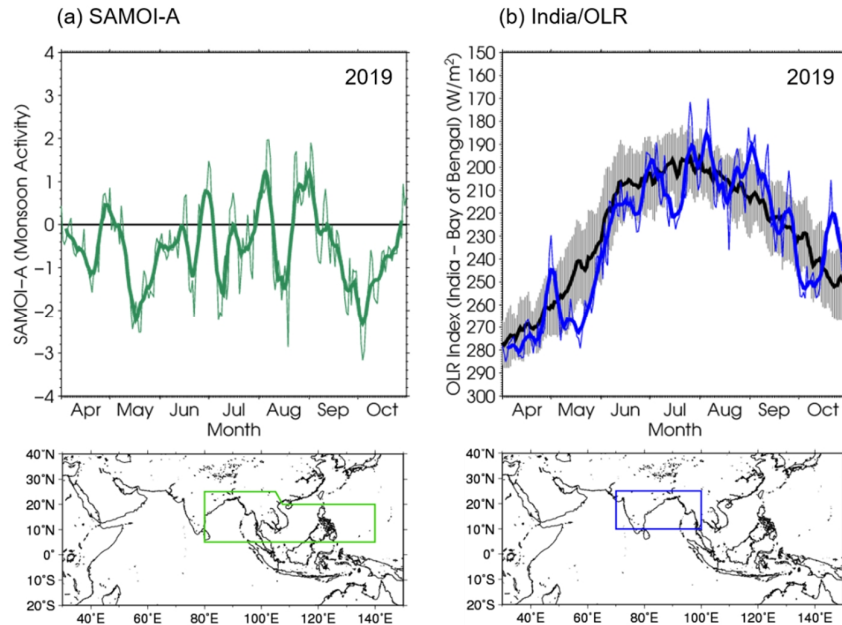 (a) SAMOI-A
(b) India/OLR
SAMOI–A (Monsoon Activity)
4
3
2
1
0
−1
−2
−3
−4
2019
Apr May Jun Jul Aug Sep Oct
Month
OLR Index (India – Bay of Bengal) (W/m²)
150
160
170
180
190
200
210
220
230
240
250
260
270
280
290
300
2019
Apr May Jun Jul Aug Sep Oct
Month
40°N
30°N
20°N
10°N
0°
10°S
20°S
40°E 60°E 80°E 100°E 120°E 140°E
40°N
30°N
20°N
10°N
0°
10°S
20°S
40°E 60°E 80°E 100°E 120°E 140°E